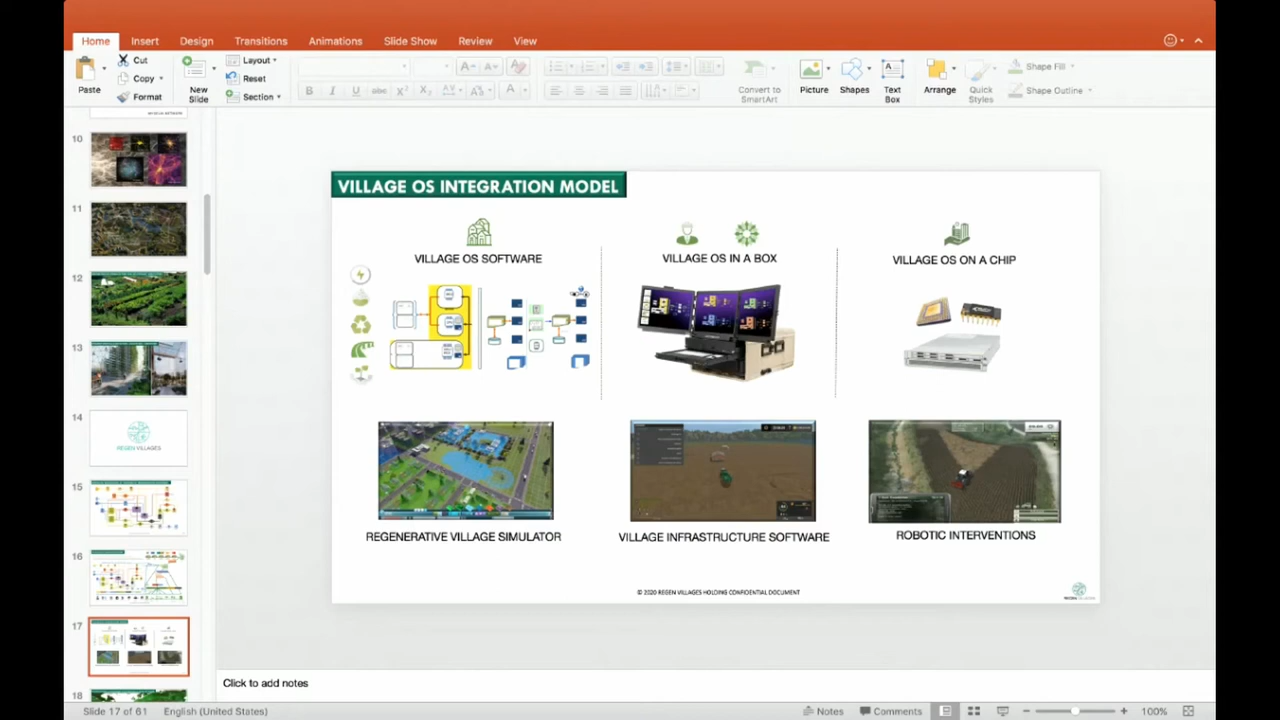 Home Insert Design Transitions Animations Slide Show Review View
Paste
Cut
Copy
Format
New
Slide
Layout
Reset
Section
Convert to
SmartArt
Picture
Shapes
Text
Box
Arrange
Quick
Styles
Shape Fill
Shape Outline
10
11
12
13
14
REGEN VILLAGES
15
16
17
18
VILLAGE OS INTEGRATION MODEL
VILLAGE OS SOFTWARE
VILLAGE OS IN A BOX
VILLAGE OS ON A CHIP
REGENERATIVE VILLAGE SIMULATOR
VILLAGE INFRASTRUCTURE SOFTWARE
ROBOTIC INTERVENTIONS
© 2020 REGEN VILLAGES HOLDING CONFIDENTIAL DOCUMENT
REGEN VILLAGES
Click to add notes
Slide 17 of 61 English (United States) Notes Comments 100%